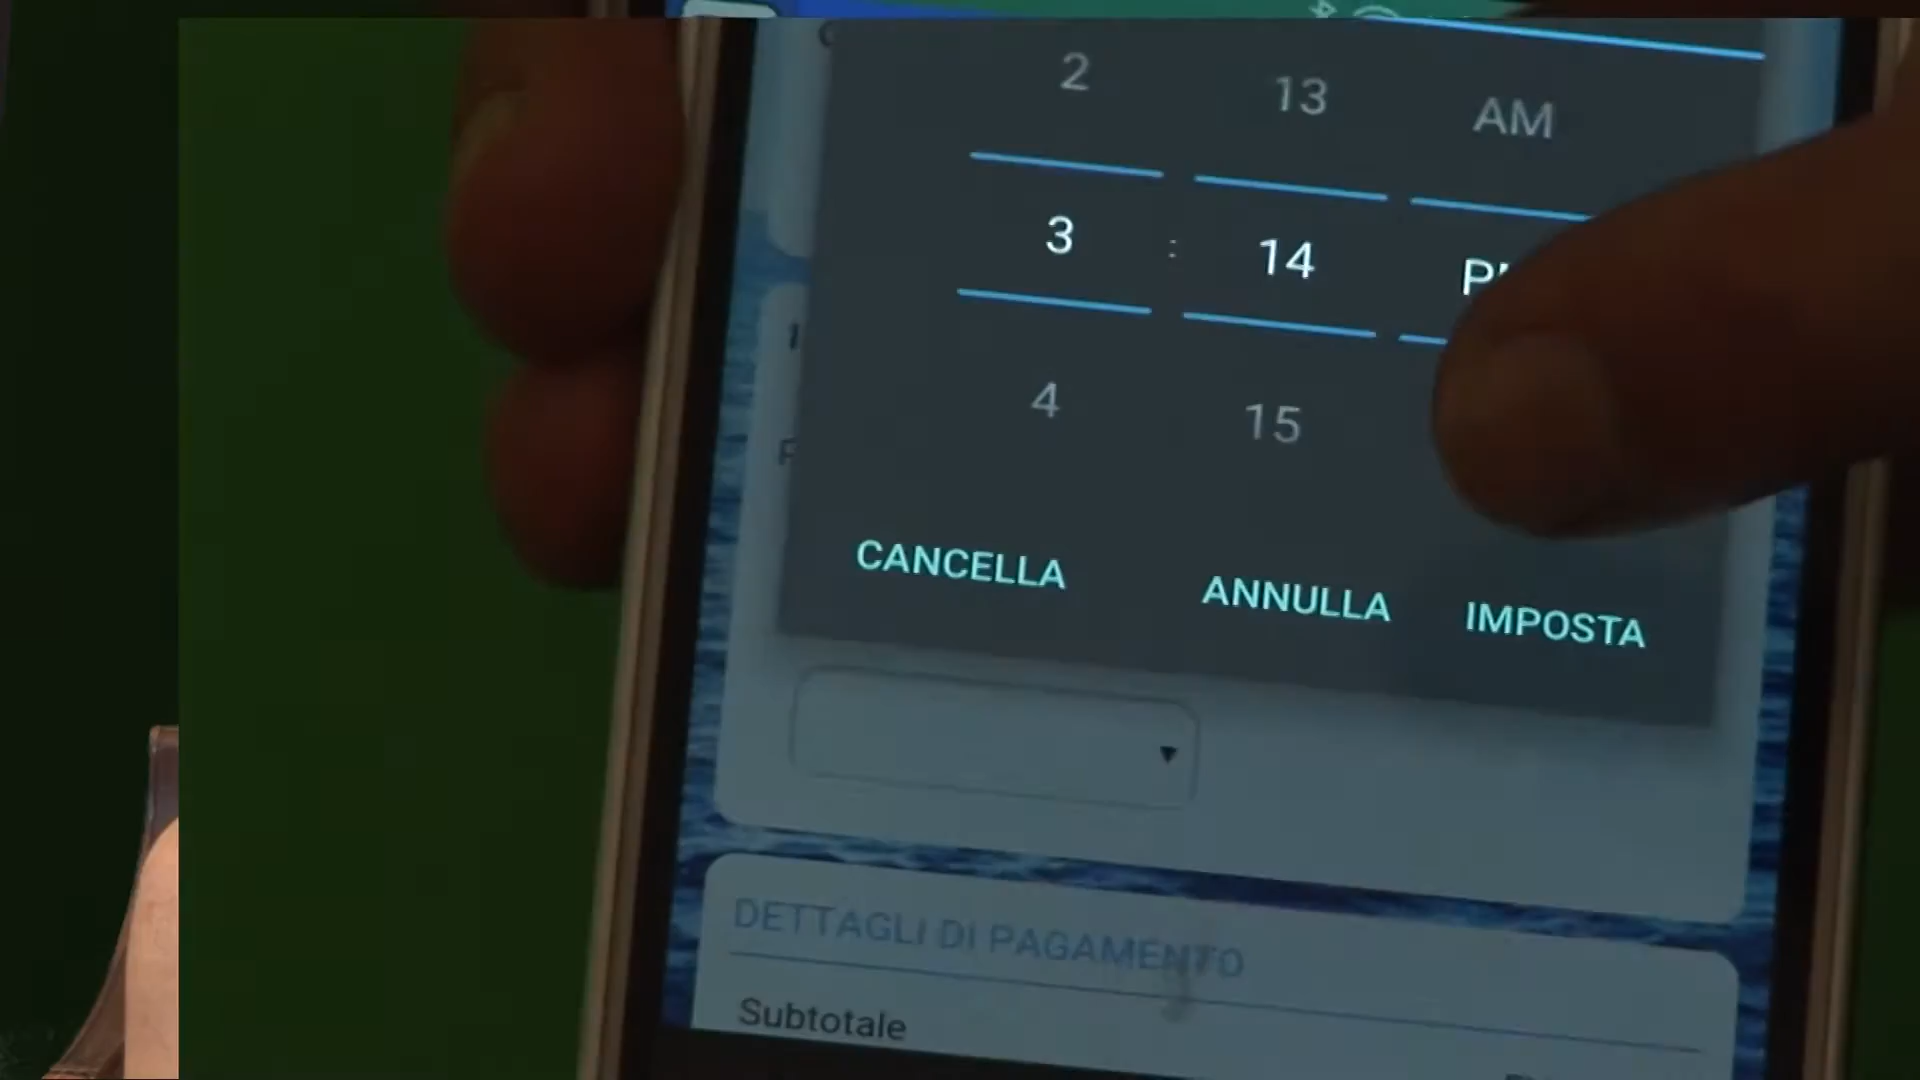 2 13 AM
3 : 14
4 15
CANCELLA ANNULLA IMPOSTA
DETTAGLI DI PAGAMENTO
Subtotale